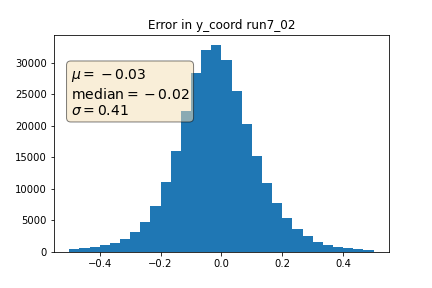 Error in y_coord run7_02
30000
25000
20000
15000
10000
5000
0
μ = −0.03
median = −0.02
σ = 0.41
−0.4 −0.2 0.0 0.2 0.4